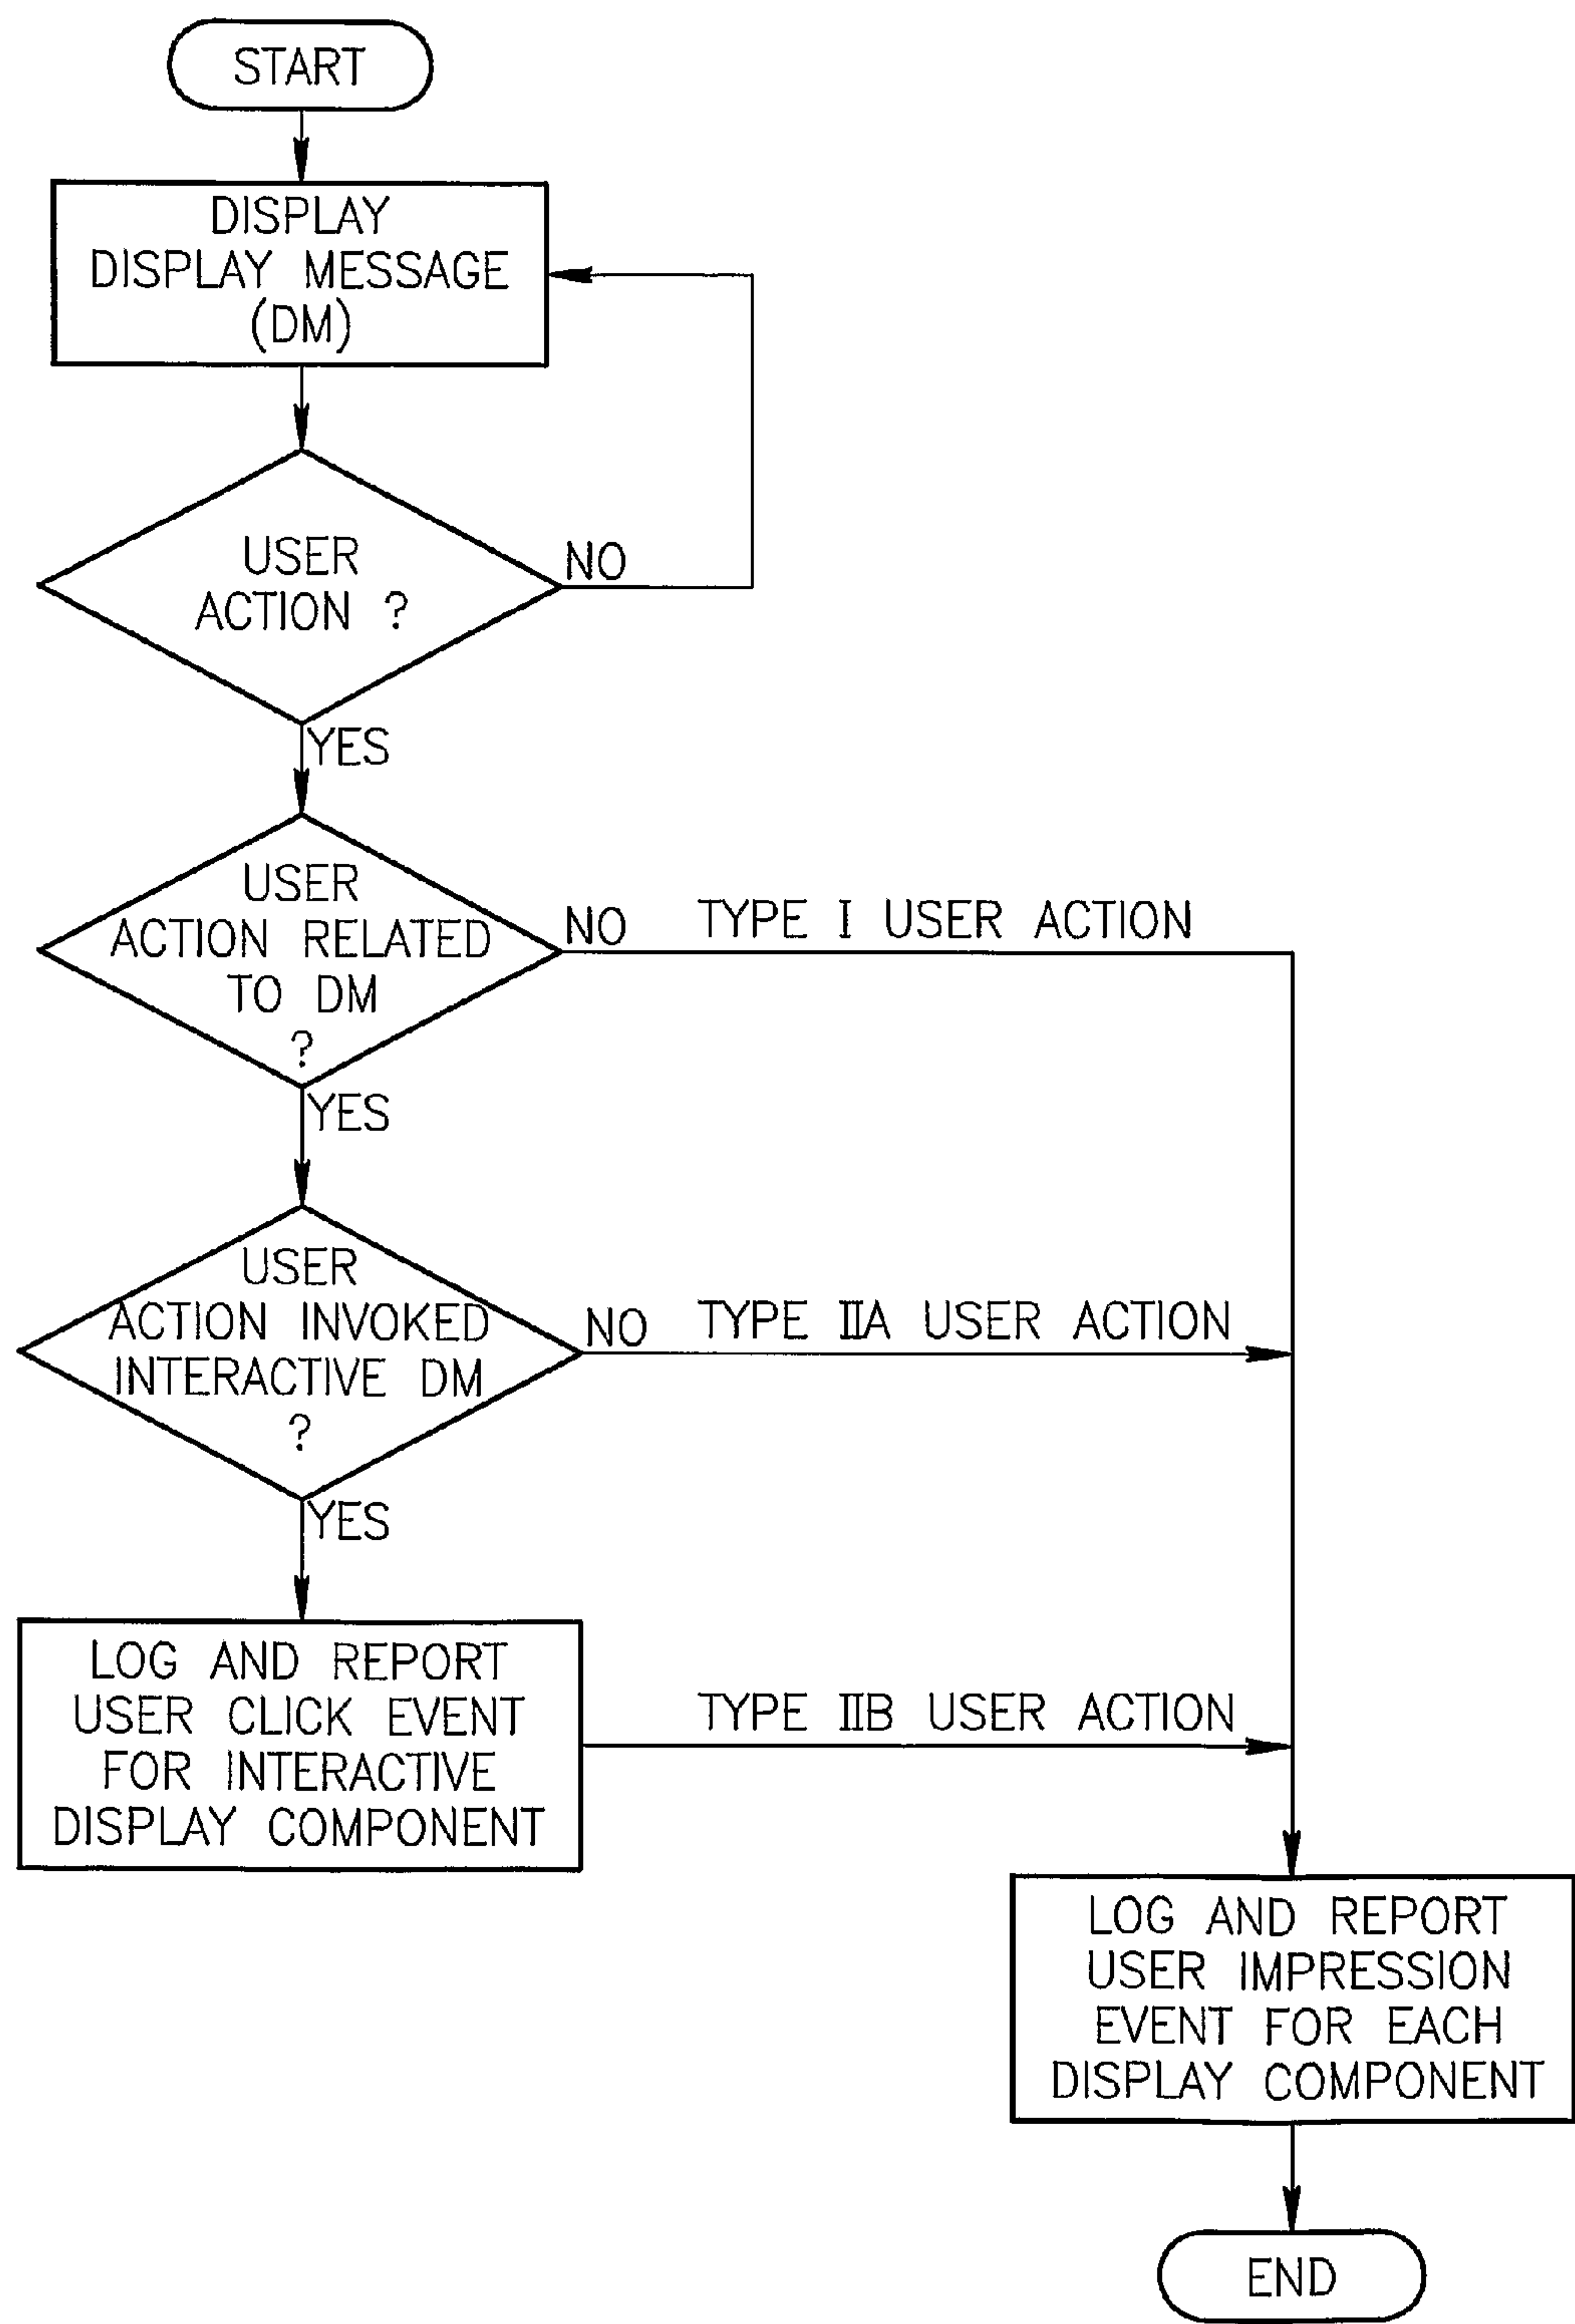 START
DISPLAY
DISPLAY MESSAGE
(DM)
USER
ACTION ?
NO
YES
USER
ACTION RELATED
TO DM
?
NO
TYPE I USER ACTION
YES
USER
ACTION INVOKED
INTERACTIVE DM
?
NO
TYPE IIA USER ACTION
YES
LOG AND REPORT
USER CLICK EVENT
FOR INTERACTIVE
DISPLAY COMPONENT
TYPE IIB USER ACTION
LOG AND REPORT
USER IMPRESSION
EVENT FOR EACH
DISPLAY COMPONENT
END